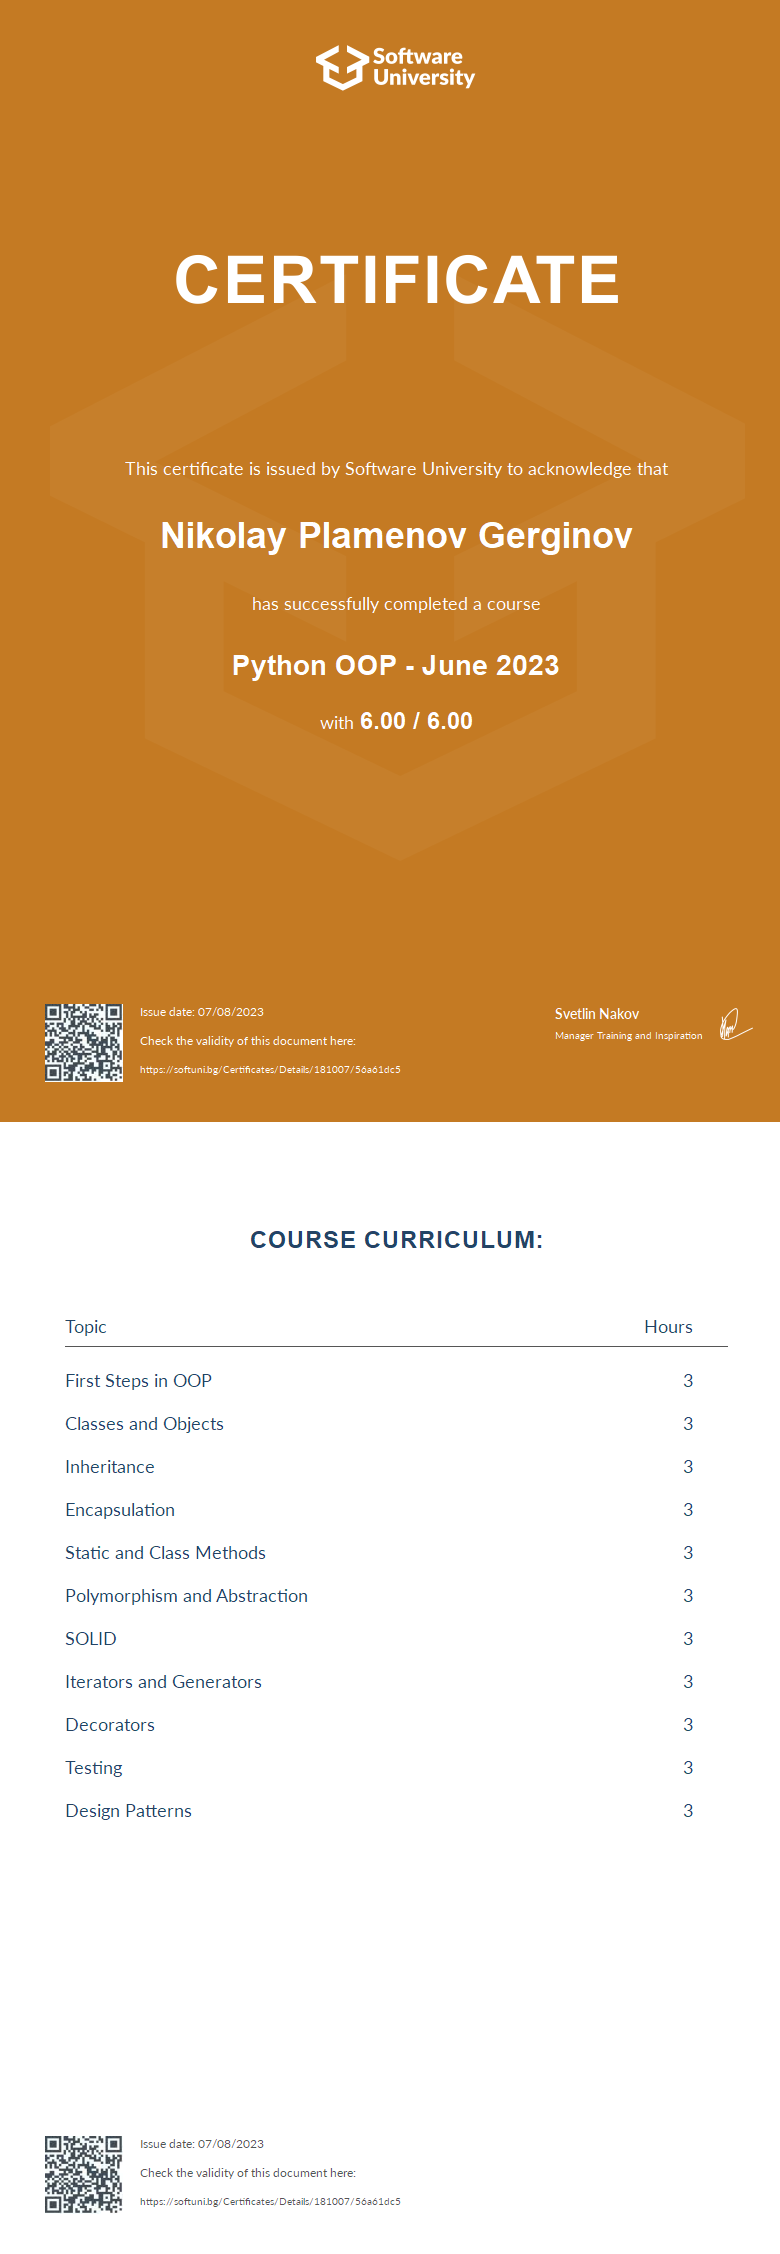 Software
University
CERTIFICATE
This certificate is issued by Software University to acknowledge that
Nikolay Plamenov Gerginov
has successfully completed a course
Python OOP - June 2023
with 6.00 / 6.00
Issue date: 07/08/2023
Check the validity of this document here:
https://softuni.bg/Certificates/Details/181007/56a61dc5
Svetlin Nakov
Manager Training and Inspiration
COURSE CURRICULUM:
Topic Hours
First Steps in OOP 3
Classes and Objects 3
Inheritance 3
Encapsulation 3
Static and Class Methods 3
Polymorphism and Abstraction 3
SOLID 3
Iterators and Generators 3
Decorators 3
Testing 3
Design Patterns 3
Issue date: 07/08/2023
Check the validity of this document here:
https://softuni.bg/Certificates/Details/181007/56a61dc5